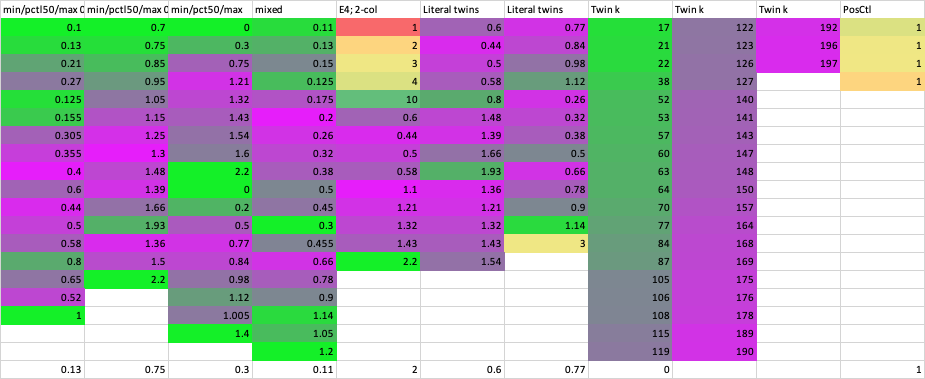 min/pctl50/max 0 min/pctl50/max 0 min/pct50/max mixed E4; 2-col Literal twins Literal twins Twin k Twin k Twin k PosCtl
0.1 0.7 0 0.11 1 0.6 0.77 17 122 192 1
0.13 0.75 0.3 0.13 2 0.44 0.84 21 123 196 1
0.21 0.85 0.75 0.15 3 0.5 0.98 22 126 197 1
0.27 0.95 1.21 0.125 4 0.58 1.12 38 127 1
0.125 1.05 1.32 0.175 10 0.8 0.26 52 140
0.155 1.15 1.43 0.2 0.6 1.48 0.32 53 141
0.305 1.25 1.54 0.26 0.44 1.39 0.38 57 143
0.355 1.3 1.6 0.32 0.5 1.66 0.5 60 147
0.4 1.48 2.2 0.38 0.58 1.93 0.66 63 148
0.6 1.39 0 0.5 1.1 1.36 0.78 64 150
0.44 1.66 0.2 0.45 1.21 1.21 0.9 70 157
0.5 1.93 0.5 0.3 1.32 1.32 1.14 77 164
0.58 1.36 0.77 0.455 1.43 1.43 3 84 168
0.8 1.5 0.84 0.66 2.2 1.54 87 169
0.65 2.2 0.98 0.78 105 175
0.52 1.12 0.9 106 176
1 1.005 1.14 108 178
1.4 1.05 115 189
1.2 119 190
0.13 0.75 0.3 0.11 2 0.6 0.77 0 1